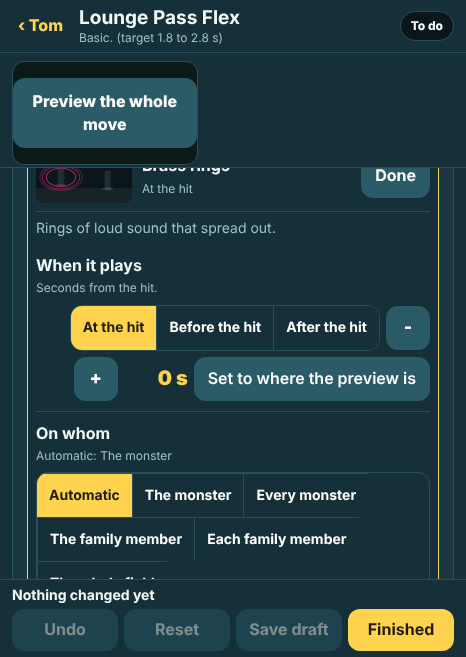 ‹ Tom
Lounge Pass Flex
Basic. (target 1.8 to 2.8 s)
To do
Preview the whole
move
Brass rings
At the hit
Done
Rings of loud sound that spread out.
When it plays
Seconds from the hit.
At the hit
Before the hit
After the hit
-
+
0 s
Set to where the preview is
On whom
Automatic: The monster
Automatic
The monster
Every monster
The family member
Each family member
Nothing changed yet
Undo
Reset
Save draft
Finished